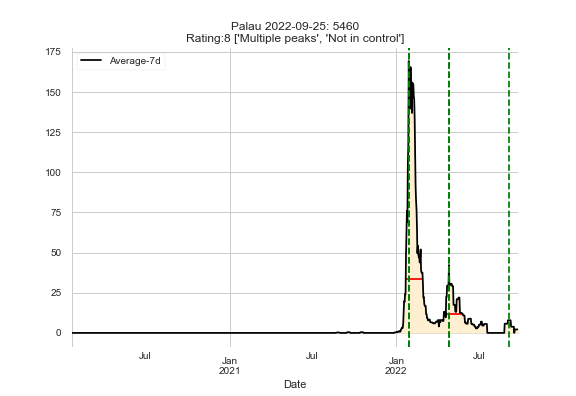 Palau 2022-09-25: 5460
Rating:8 ['Multiple peaks', 'Not in control']
Average-7d
175
150
125
100
75
50
25
0
Jul
Jan
2021
Jul
Jan
2022
Jul
Date